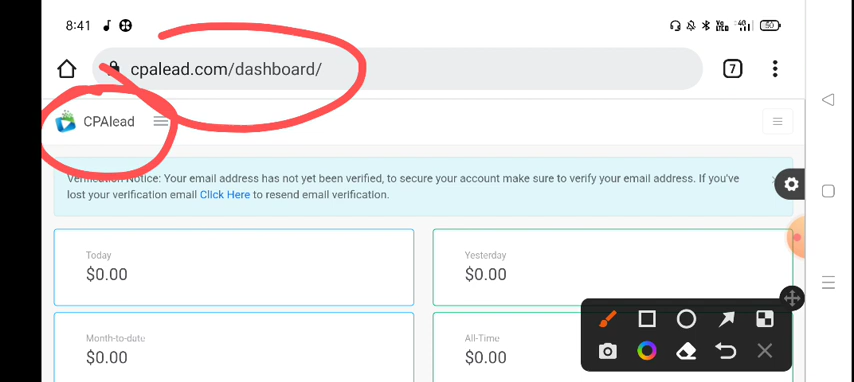 8:41
50
cpalead.com/dashboard/
7
CPAlead
Verification Notice: Your email address has not yet been verified, to secure your account make sure to verify your email address. If you've
lost your verification email Click Here to resend email verification.
Today
$0.00
Yesterday
$0.00
Month-to-date
$0.00
All-Time
$0.00